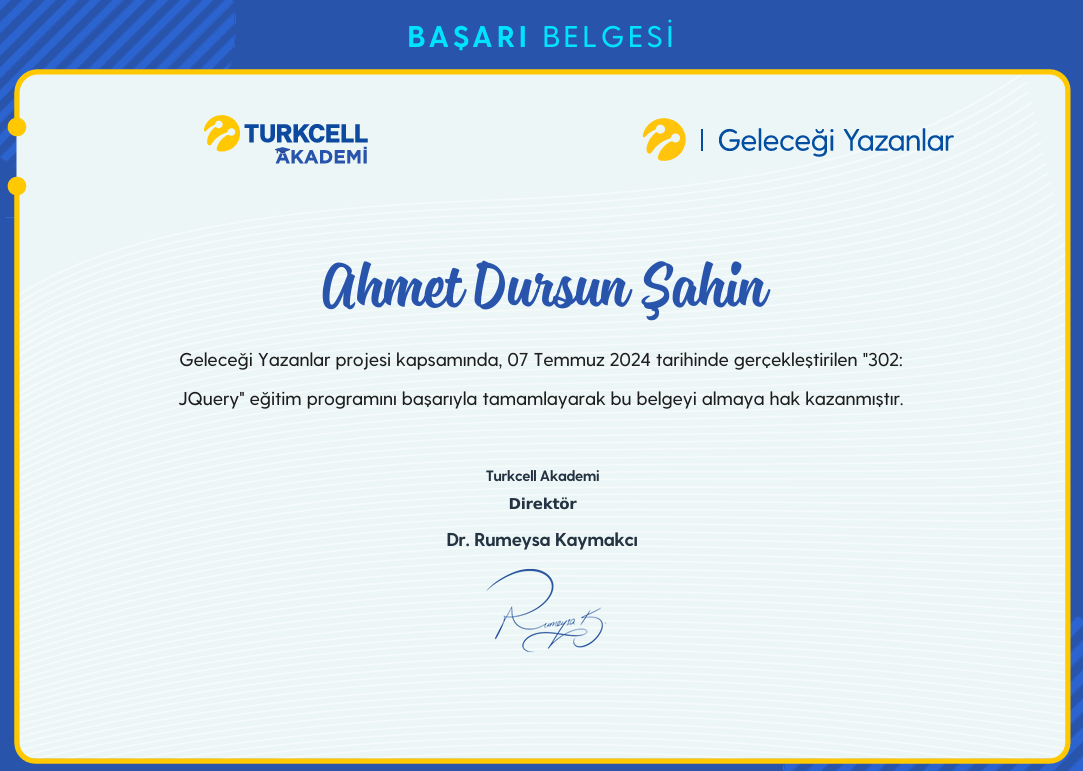 BAŞARI BELGESİ
TURKCELL
AKADEMİ
Geleceği Yazanlar
Ahmet Dursun Şahin
Geleceği Yazanlar projesi kapsamında, 07 Temmuz 2024 tarihinde gerçekleştirilen "302:
JQuery" eğitim programını başarıyla tamamlayarak bu belgeyi almaya hak kazanmıştır.
Turkcell Akademi
Direktör
Dr. Rumeysa Kaymakcı
Rumeysa K